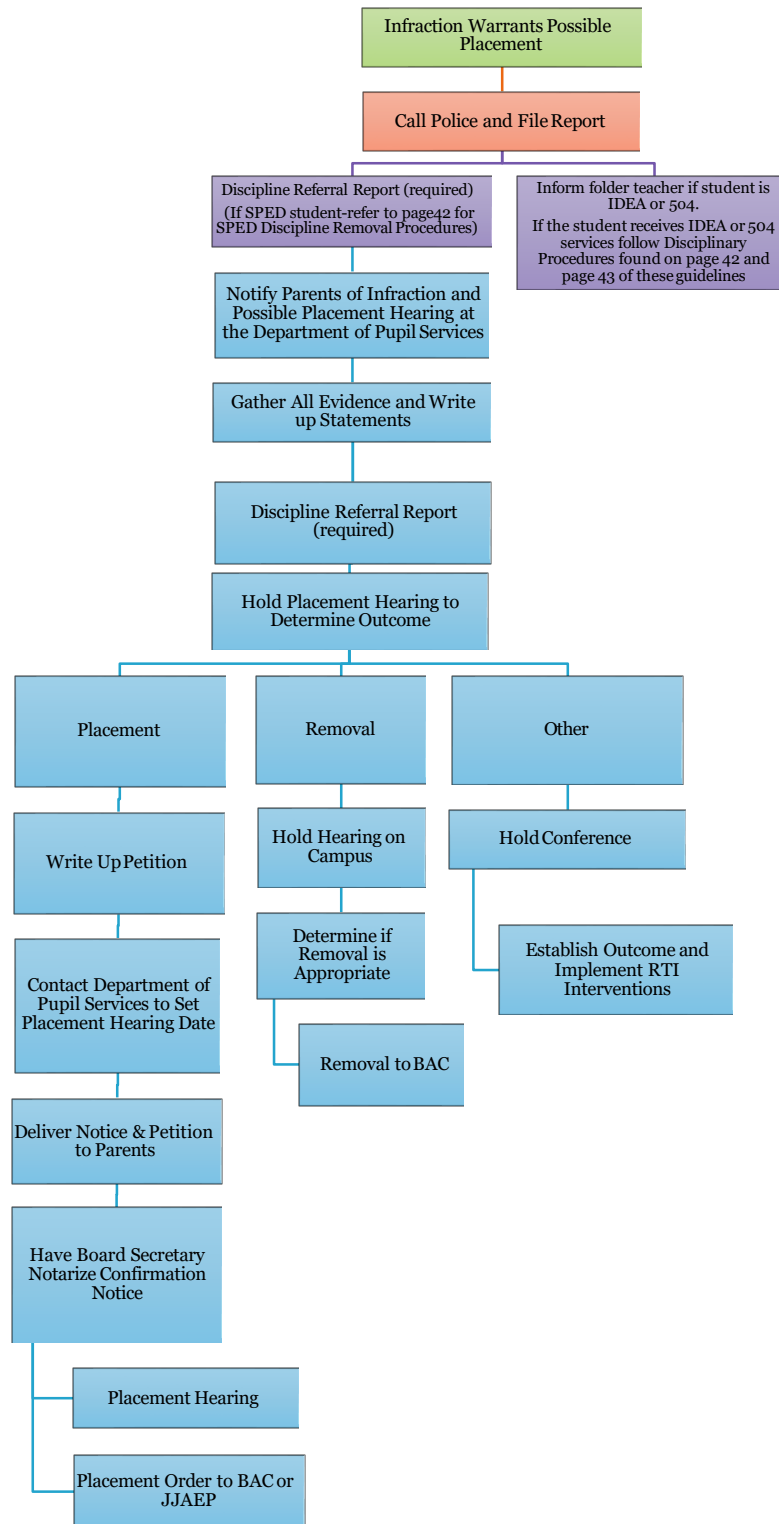 Infraction Warrants Possible
Placement
Call Police and File Report
Discipline Referral Report (required)
(If SPED student-refer to page42 for
SPED Discipline Removal Procedures)
Inform folder teacher if student is
IDEA or 504.
If the student receives IDEA or 504
services follow Disciplinary
Procedures found on page 42 and
page 43 of these guidelines
Notify Parents of Infraction and
Possible Placement Hearing at
the Department of Pupil Services
Gather All Evidence and Write
up Statements
Discipline Referral Report
(required)
Hold Placement Hearing to
Determine Outcome
Placement
Removal
Other
Write Up Petition
Hold Hearing on
Campus
Hold Conference
Contact Department of
Pupil Services to Set
Placement Hearing Date
Determine if
Removal is
Appropriate
Establish Outcome and
Implement RTI
Interventions
Removal to BAC
Deliver Notice & Petition
to Parents
Have Board Secretary
Notarize Confirmation
Notice
Placement Hearing
Placement Order to BAC or
JJAEP